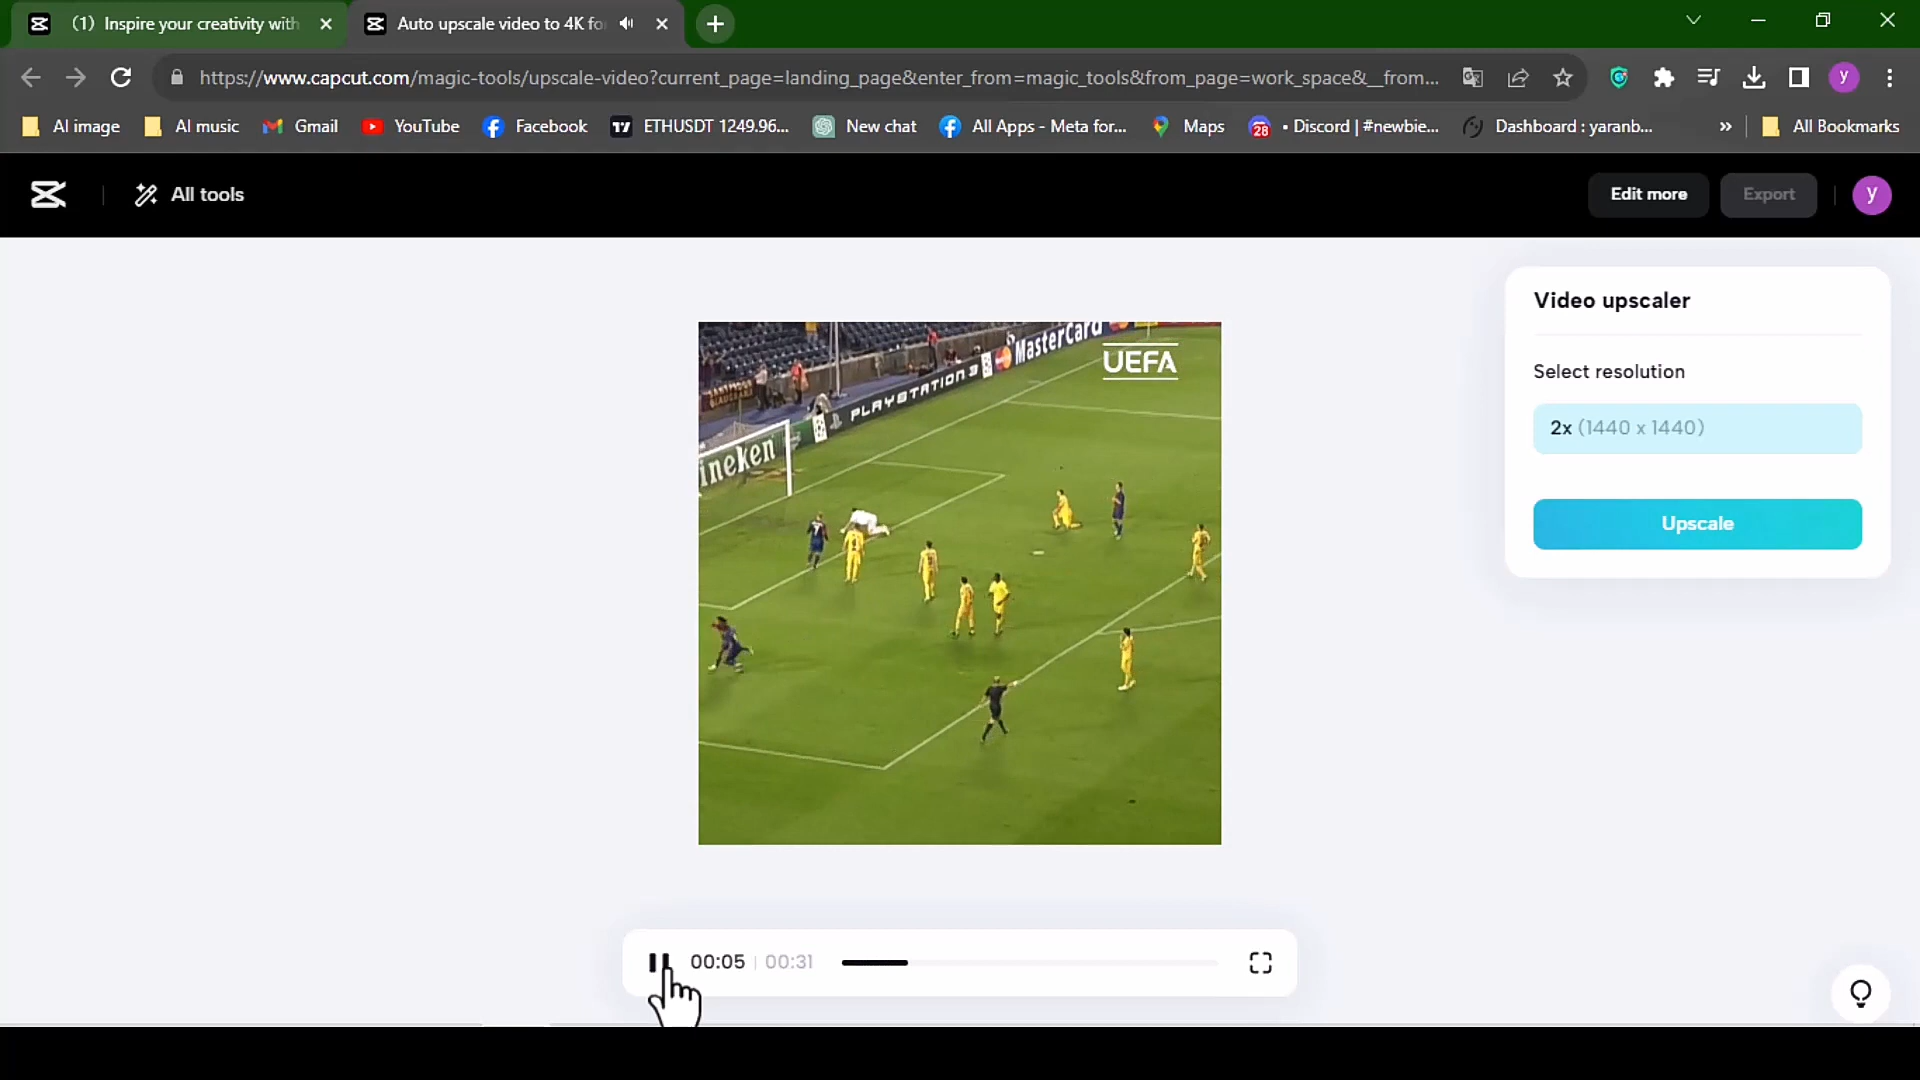 (1) Inspire your creativity with
Auto upscale video to 4K fo
https://www.capcut.com/magic-tools/upscale-video?current_page=landing_page&enter_from=magic_tools&from_page=work_space&__from...
y
AI image
AI music
Gmail
YouTube
Facebook
ETHUSDT 1249.96...
New chat
All Apps - Meta for...
Maps
28
• Discord | #newbie...
Dashboard : yaranb...
»
All Bookmarks
All tools
Edit more
Export
y
Video upscaler
Select resolution
2x (1440 x 1440)
Upscale
MasterCard
UEFA
PLAYSTATION 3
ineken
7
00:05 | 00:31